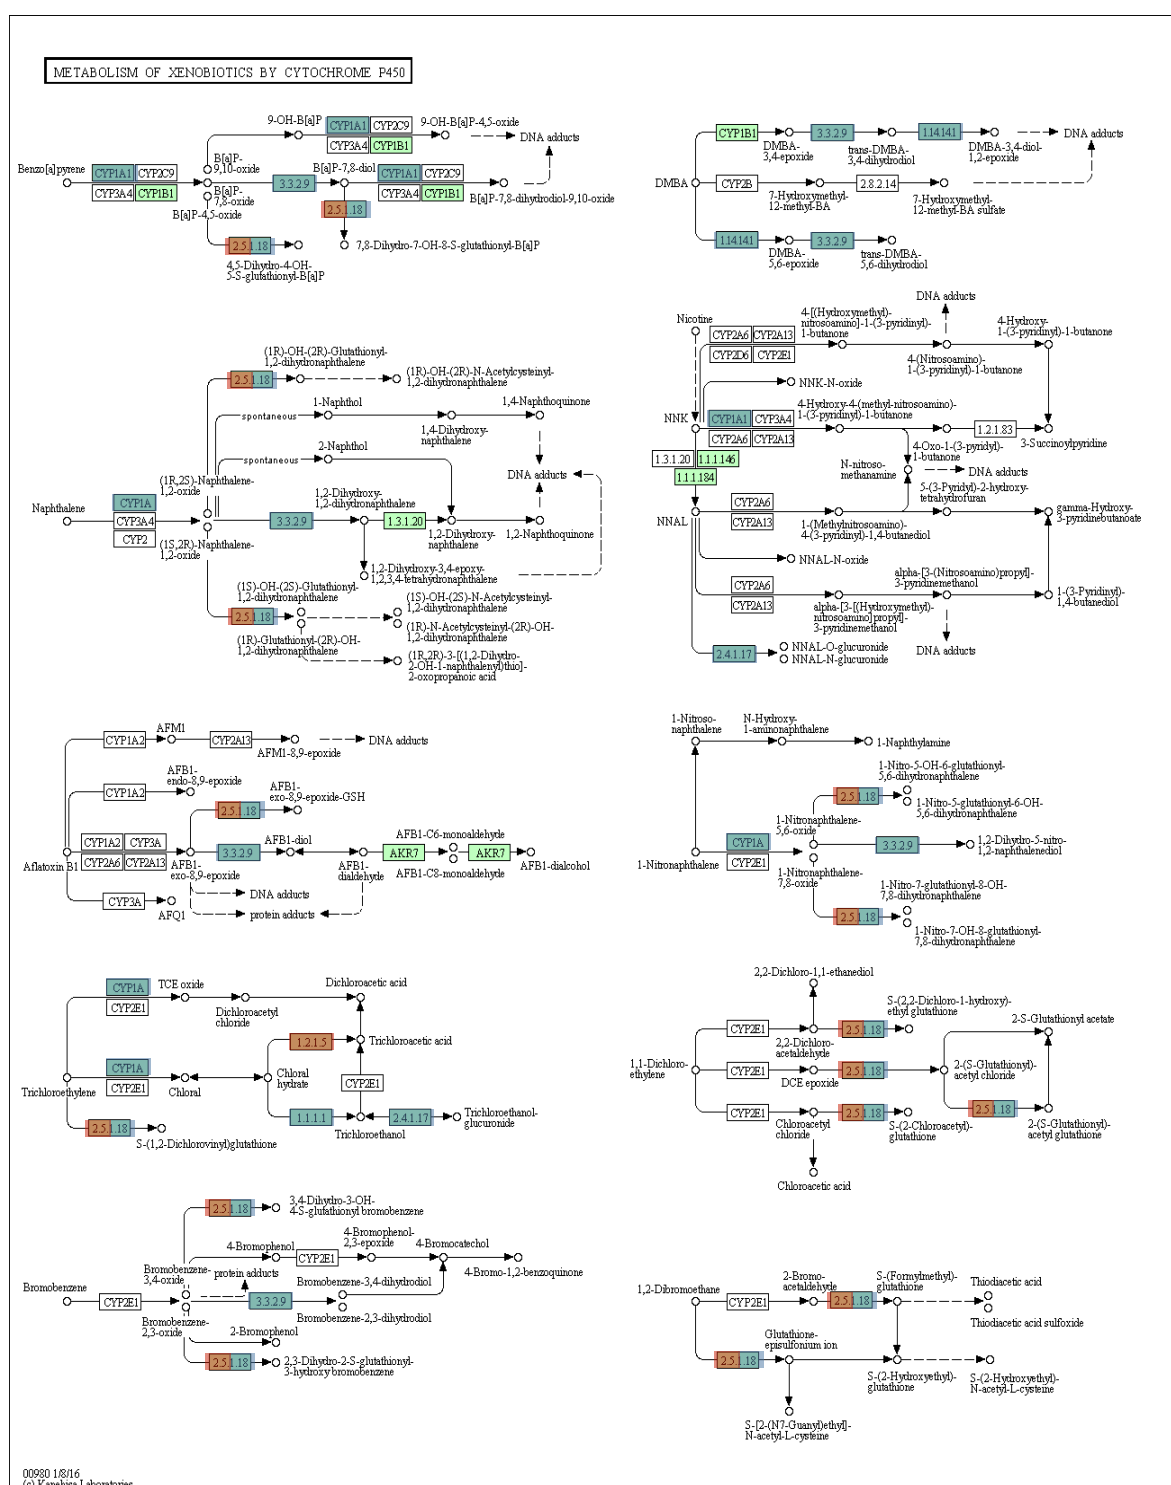 METABOLISM OF XENOBIOTICS BY CYTOCHROME P450
9-OH-B[a]P
CYP1A1
CYP2C9
CYP3A4
CYP1B1
9-OH-B[a]P-4,5-oxide
DNA adducts
Benzo[a]pyrene
CYP1A1
CYP2C9
CYP3A4
CYP1B1
B[a]P-
9,10-oxide
B[a]P-
7,8-oxide
B[a]P-4,5-oxide
3.3.2.9
B[a]P-7,8-diol
CYP1A1
CYP2C9
CYP3A4
CYP1B1
B[a]P-7,8-dihydrodiol-9,10-oxide
2.5.1.18
7,8-Dihydro-7-OH-8-S-glutathionyl-B[a]P
2.5.1.18
4,5-Dihydro-4-OH-
5-S-glutathionyl-B[a]P
CYP1B1
DMBA-
3,4-epoxide
3.3.2.9
trans-DMBA-
3,4-dihydrodiol
1.14.14.1
DMBA-3,4-diol-
1,2-epoxide
DNA adducts
DMBA
CYP2B
7-Hydroxymethyl-
12-methyl-BA
2.8.2.14
7-Hydroxymethyl-
12-methyl-BA sulfate
1.14.14.1
DMBA-
5,6-epoxide
3.3.2.9
trans-DMBA-
5,6-dihydrodiol
(1R)-OH-(2R)-Glutathionyl-
1,2-dihydronaphthalene
2.5.1.18
(1R)-OH-(2R)-N-Acetylcysteinyl-
1,2-dihydronaphthalene
spontaneous
1-Naphthol
1,4-Dihydroxy-
naphthalene
1,4-Naphthoquinone
spontaneous
2-Naphthol
DNA adducts
Naphthalene
CYP1A
CYP3A4
CYP2
(1R,2S)-Naphthalene-
1,2-oxide
(1S,2R)-Naphthalene-
1,2-oxide
3.3.2.9
1,2-Dihydroxy-
1,2-dihydronaphthalene
1.3.1.20
1,2-Dihydroxy-
naphthalene
1,2-Naphthoquinone
1,2-Dihydroxy-3,4-epoxy-
1,2,3,4-tetrahydronaphthalene
(1S)-OH-(2S)-Glutathionyl-
1,2-dihydronaphthalene
2.5.1.18
(1R)-Glutathionyl-(2R)-OH-
1,2-dihydronaphthalene
(1S)-OH-(2S)-N-Acetylcysteinyl-
1,2-dihydronaphthalene
(1R)-N-Acetylcysteinyl-(2R)-OH-
1,2-dihydronaphthalene
(1R,2R)-3-[(1,2-Dihydro-
2-OH-1-naphthalenyl)thio]-
2-oxopropanoic acid
Nicotine
CYP2A6
CYP2A13
CYP2D6
CYP2E1
4-[(Hydroxymethyl)-
nitrosoamino]-1-(3-pyridinyl)-
1-butanone
DNA adducts
4-(Nitrosoamino)-
1-(3-pyridinyl)-1-butanone
4-Hydroxy-
1-(3-pyridinyl)-1-butanone
NNK-N-oxide
NNK
CYP1A1
CYP3A4
CYP2A6
CYP2A13
4-Hydroxy-4-(methyl-nitrosoamino)-
1-(3-pyridinyl)-1-butanone
1.2.1.83
3-Succinoylpyridine
4-Oxo-1-(3-pyridyl)-
1-butanone
N-nitroso-
methanamine
DNA adducts
5-(3-Pyridyl)-2-hydroxy-
tetrahydrofuran
1.3.1.20
1.1.1.146
1.1.1.184
NNAL
CYP2A6
CYP2A13
1-(Methylnitrosoamino)-
4-(3-pyridinyl)-1,4-butanediol
gamma-Hydroxy-
3-pyridinebutanoate
NNAL-N-oxide
CYP2A6
CYP2A13
alpha-[3-[(Hydroxymethyl)-
nitrosoamino]propyl]-
3-pyridinemethanol
alpha-[3-(Nitrosoamino)propyl]-
3-pyridinemethanol
1-(3-Pyridinyl)-
1,4-butanediol
DNA adducts
2.4.1.17
NNAL-O-glucuronide
NNAL-N-glucuronide
CYP1A2
AFM1
CYP2A13
AFM1-8,9-epoxide
DNA adducts
CYP1A2
AFB1-
endo-8,9-epoxide
AFB1-
exo-8,9-epoxide-GSH
2.5.1.18
Aflatoxin B1
CYP1A2
CYP3A
CYP2A6
CYP2A13
AFB1-
exo-8,9-epoxide
3.3.2.9
AFB1-diol
AFB1-
dialdehyde
AFB1-C6-monoaldehyde
AKR7
AFB1-C8-monoaldehyde
AKR7
AFB1-dialcohol
CYP3A
AFQ1
DNA adducts
protein adducts
1-Nitroso-
naphthalene
N-Hydroxy-
1-aminonaphthalene
1-Naphthylamine
1-Nitro-5-OH-6-glutathionyl-
5,6-dihydronaphthalene
2.5.1.18
1-Nitro-5-glutathionyl-6-OH-
5,6-dihydronaphthalene
1-Nitronaphthalene
CYP1A
CYP2E1
1-Nitronaphthalene-
5,6-oxide
3.3.2.9
1,2-Dihydro-5-nitro-
1,2-naphthalenediol
1-Nitronaphthalene-
7,8-oxide
1-Nitro-7-glutathionyl-8-OH-
7,8-dihydronaphthalene
2.5.1.18
1-Nitro-7-OH-8-glutathionyl-
7,8-dihydronaphthalene
CYP1A
CYP2E1
TCE oxide
Dichloroacetyl
chloride
Dichloroacetic acid
Trichloroethylene
CYP1A
CYP2E1
Chloral
Chloral
hydrate
1.2.1.5
Trichloroacetic acid
CYP2E1
1.1.1.1
Trichloroethanol
2.4.1.17
Trichloroethanol-
glucuronide
2.5.1.18
S-(1,2-Dichlorovinyl)glutathione
2,2-Dichloro-1,1-ethanediol
CYP2E1
2,2-Dichloro-
acetaldehyde
2.5.1.18
S-(2,2-Dichloro-1-hydroxy)-
ethyl glutathione
2-S-Glutathionyl acetate
1,1-Dichloro-
ethylene
CYP2E1
DCE epoxide
2.5.1.18
2-(S-Glutathionyl)-
acetyl chloride
CYP2E1
Chloroacetyl
chloride
2.5.1.18
S-(2-Chloroacetyl)-
glutathione
2.5.1.18
2-(S-Glutathionyl)-
acetyl glutathione
Chloroacetic acid
2.5.1.18
3,4-Dihydro-3-OH-
4-S-glutathionyl bromobenzene
4-Bromophenol
CYP2E1
4-Bromophenol-
2,3-epoxide
4-Bromocatechol
4-Bromo-1,2-benzoquinone
Bromobenzene
CYP2E1
Bromobenzene-
3,4-oxide
protein adducts
3.3.2.9
Bromobenzene-3,4-dihydrodiol
Bromobenzene-2,3-dihydrodiol
Bromobenzene-
2,3-oxide
2-Bromophenol
2.5.1.18
2,3-Dihydro-2-S-glutathionyl-
3-hydroxy bromobenzene
1,2-Dibromoethane
CYP2E1
2-Bromo-
acetaldehyde
2.5.1.18
S-(Formylmethyl)-
glutathione
Thiodiacetic acid
Thiodiacetic acid sulfoxide
2.5.1.18
Glutathione-
episulfonium ion
S-(2-Hydroxyethyl)-
glutathione
S-(2-Hydroxyethyl)-
N-acetyl-L-cysteine
S-[2-(N7-Guanyl)ethyl]-
N-acetyl-L-cysteine
00980 1/8/16
(c) Kanehisa Laboratories